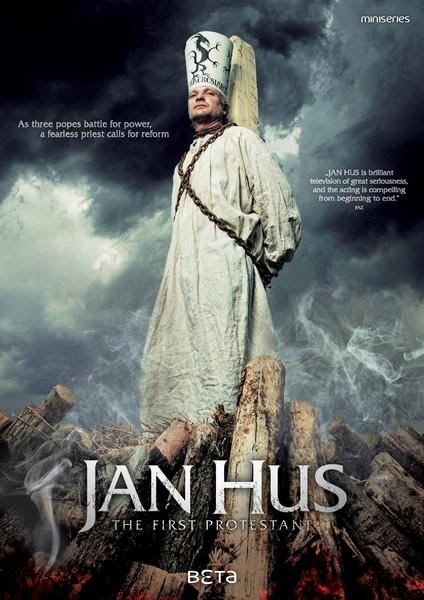 miniseries
As three popes battle for power,
a fearless priest calls for reform
„JAN HUS is brilliant
television of great seriousness,
and the acting is compelling
from beginning to end."
FAZ
JAN HUS
THE FIRST PROTESTANT
BETA